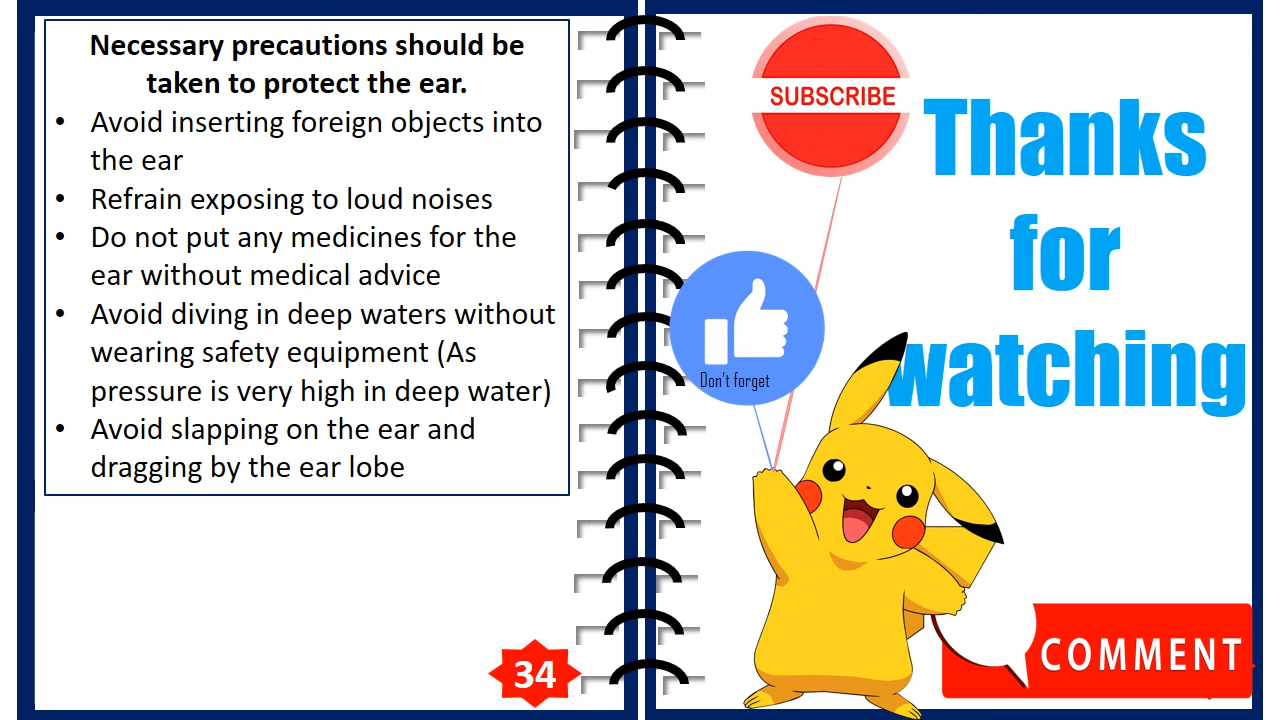 Necessary precautions should be
taken to protect the ear.
• Avoid inserting foreign objects into
the ear
• Refrain exposing to loud noises
• Do not put any medicines for the
ear without medical advice
• Avoid diving in deep waters without
wearing safety equipment (As
pressure is very high in deep water)
• Avoid slapping on the ear and
dragging by the ear lobe
34
SUBSCRIBE
Thanks
for
watching
Don't forget
COMMENT